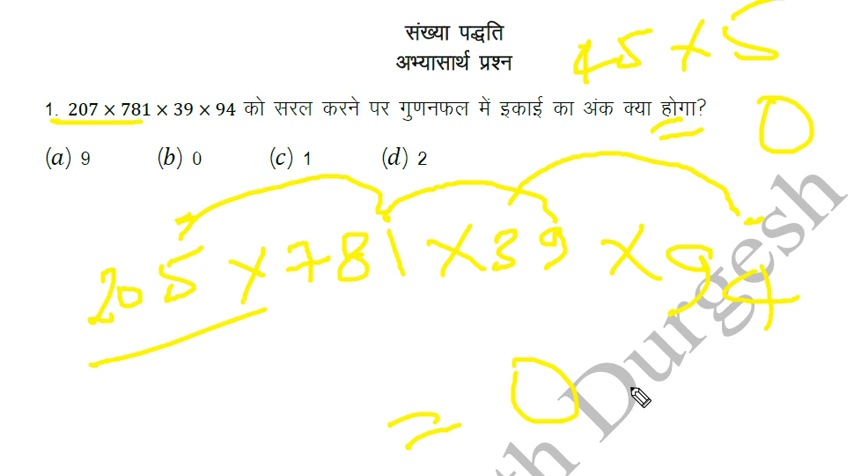 संख्या पद्धति
अभ्यासार्थ प्रश्न
45 × 5
1. 207 × 781 × 39 × 94 को सरल करने पर गुणनफल में इकाई का अंक क्या होगा?
= 0
(a) 9 (b) 0 (c) 1 (d) 2
205 × 781 × 39 × 94
= 0
th Durgesh